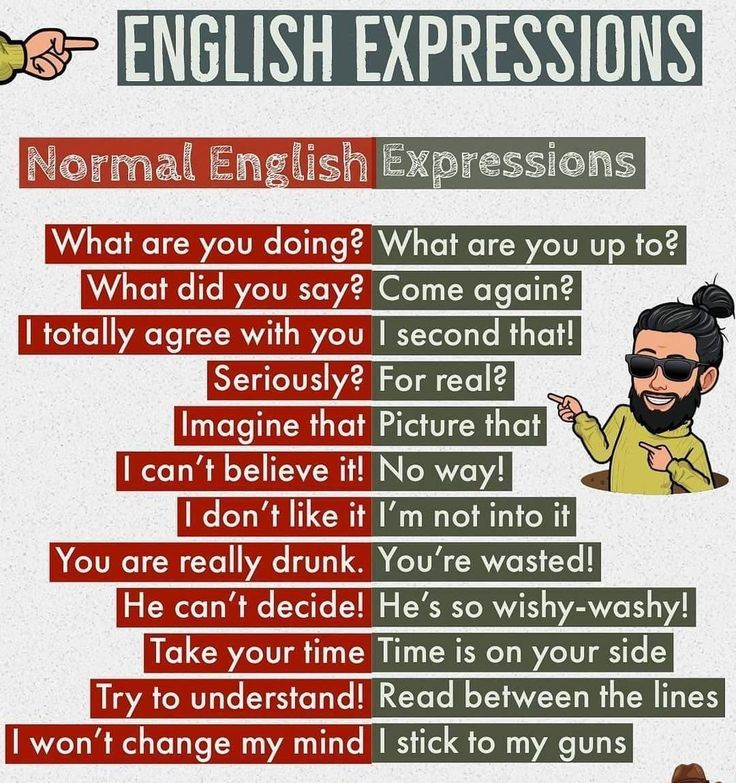 ENGLISH EXPRESSIONS
Normal English Expressions
What are you doing? What are you up to?
What did you say? Come again?
I totally agree with you I second that!
Seriously? For real?
Imagine that Picture that
I can't believe it! No way!
I don't like it I'm not into it
You are really drunk. You're wasted!
He can't decide! He's so wishy-washy!
Take your time Time is on your side
Try to understand! Read between the lines
I won't change my mind I stick to my guns